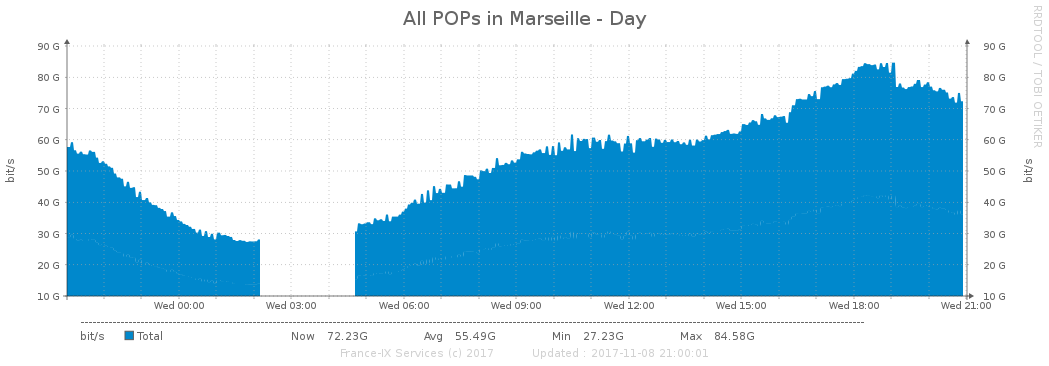 All POPs in Marseille - Day
RRDTOOL / TOBI OETIKER
90 G 90 G
80 G 80 G
70 G 70 G
60 G 60 G
50 G 50 G
40 G 40 G
30 G 30 G
20 G 20 G
10 G 10 G
bit/s
bit/s
Wed 00:00 Wed 03:00 Wed 06:00 Wed 09:00 Wed 12:00 Wed 15:00 Wed 18:00 Wed 21:00
bit/s Total Now 72.23G Avg 55.49G Min 27.23G Max 84.58G
France-IX Services (c) 2017 Updated : 2017-11-08 21:00:01